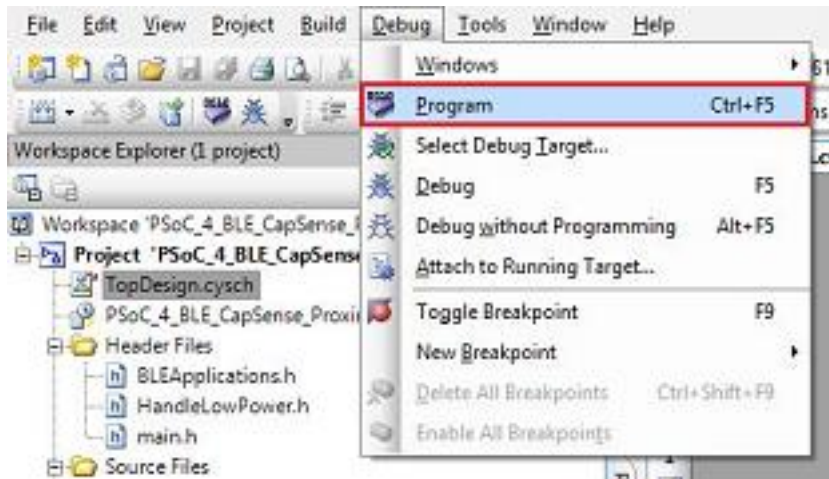 File Edit View Project Build Debug Tools Window Help
Windows
Program Ctrl+F5
Workspace Explorer (1 project)
Select Debug Target...
Debug F5
Workspace 'PSoC_4_BLE_CapSense_
Debug without Programming Alt+F5
Project 'PSoC_4_BLE_CapSense
Attach to Running Target...
TopDesign.cysch
PSoC_4_BLE_CapSense_Proxi
Toggle Breakpoint F9
Header Files
New Breakpoint
BLEApplications.h
Delete All Breakpoints Ctrl+Shift+F9
HandleLowPower.h
main.h
Enable All Breakpoints
Source Files